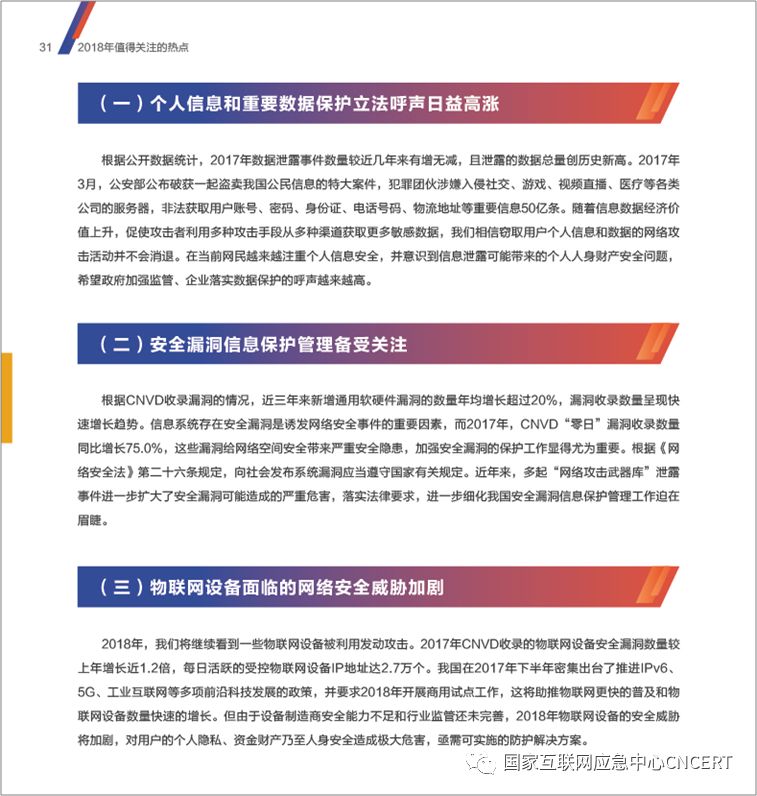 31 2018年值得关注的热点
（一）个人信息和重要数据保护立法呼声日益高涨
根据公开数据统计，2017年数据泄露事件数量较近几年来有增无减，且泄露的数据总量创历史新高。2017年
3月，公安部公布破获一起盗卖我国公民信息的特大案件，犯罪团伙涉嫌入侵社交、游戏、视频直播、医疗等各类
公司的服务器，非法获取用户账号、密码、身份证、电话号码、物流地址等重要信息50亿条。随着信息数据经济价
值上升，促使攻击者利用多种攻击手段从多种渠道获取更多敏感数据，我们相信窃取用户个人信息和数据的网络攻
击活动并不会消退。在当前网民越来越注重个人信息安全，并意识到信息泄露可能带来的个人人身财产安全问题，
希望政府加强监管、企业落实数据保护的呼声越来越高。
（二）安全漏洞信息保护管理备受关注
根据CNVD收录漏洞的情况，近三年来新增通用软硬件漏洞的数量年均增长超过20%，漏洞收录数量呈现快
速增长趋势。信息系统存在安全漏洞是诱发网络安全事件的重要因素，而2017年，CNVD“零日”漏洞收录数量
同比增长75.0%，这些漏洞给网络空间安全带来严重安全隐患，加强安全漏洞的保护工作显得尤为重要。根据《网
络安全法》第二十六条规定，向社会发布系统漏洞应当遵守国家有关规定。近年来，多起“网络攻击武器库”泄露
事件进一步扩大了安全漏洞可能造成的严重危害，落实法律要求，进一步细化我国安全漏洞信息保护管理工作迫在
眉睫。
（三）物联网设备面临的网络安全威胁加剧
2018年，我们将继续看到一些物联网设备被利用发动攻击。2017年CNVD收录的物联网设备安全漏洞数量较
上年增长近1.2倍，每日活跃的受控物联网设备IP地址达2.7万个。我国在2017年下半年密集出台了推进IPv6、
5G、工业互联网等多项前沿科技发展的政策，并要求2018年开展商用试点工作，这将助推物联网更快的普及和物
联网设备数量快速的增长。但由于设备制造商安全能力不足和行业监管还未完善，2018年物联网设备的安全威胁
将加剧，对用户的个人隐私、资金财产乃至人身安全造成极大危害，亟需可实施的防护解决方案。
国家互联网应急中心CNCERT